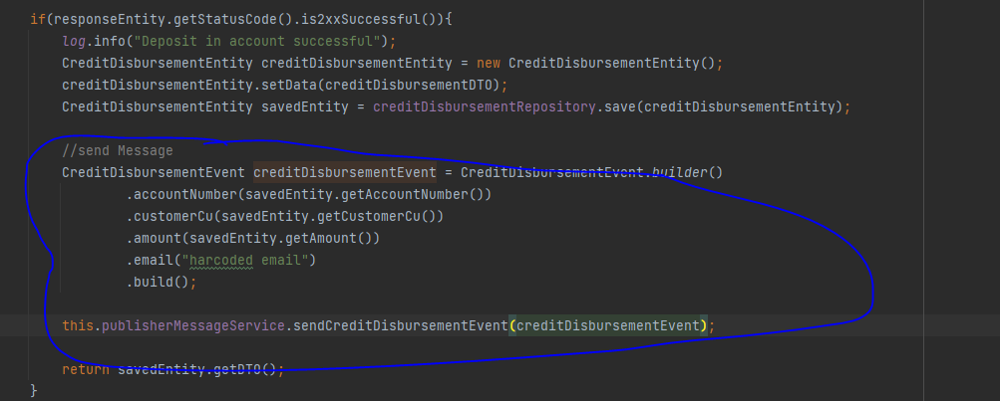 if(responseEntity.getStatusCode().is2xxSuccessful()){
log.info("Deposit in account successful");
CreditDisbursementEntity creditDisbursementEntity = new CreditDisbursementEntity();
creditDisbursementEntity.setData(creditDisbursementDTO);
CreditDisbursementEntity savedEntity = creditDisbursementRepository.save(creditDisbursementEntity);
//send Message
CreditDisbursementEvent creditDisbursementEvent = CreditDisbursementEvent.builder()
.accountNumber(savedEntity.getAccountNumber())
.customerCu(savedEntity.getCustomerCu())
.amount(savedEntity.getAmount())
.email("harcoded email")
.build();
this.publisherMessageService.sendCreditDisbursementEvent(creditDisbursementEvent);
return savedEntity.getDTO();
}